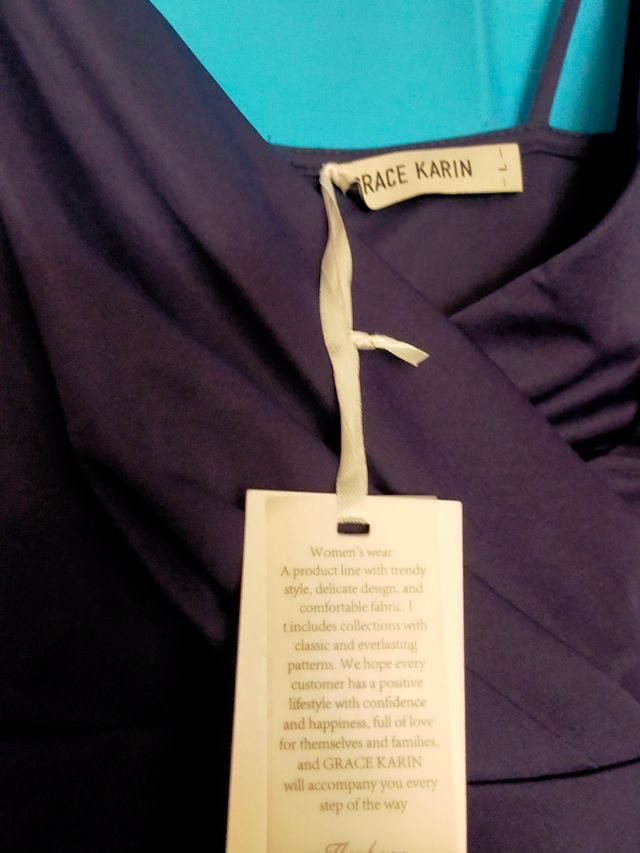 GRACE KARIN
- L -
Women's wear:
A product line with trendy
style, delicate design, and
comfortable fabric. I
t includes collections with
classic and everlasting
patterns. We hope every
customer has a positive
lifestyle with confidence
and happiness, full of love
for themselves and families,
and GRACE KARIN
will accompany you every
step of the way